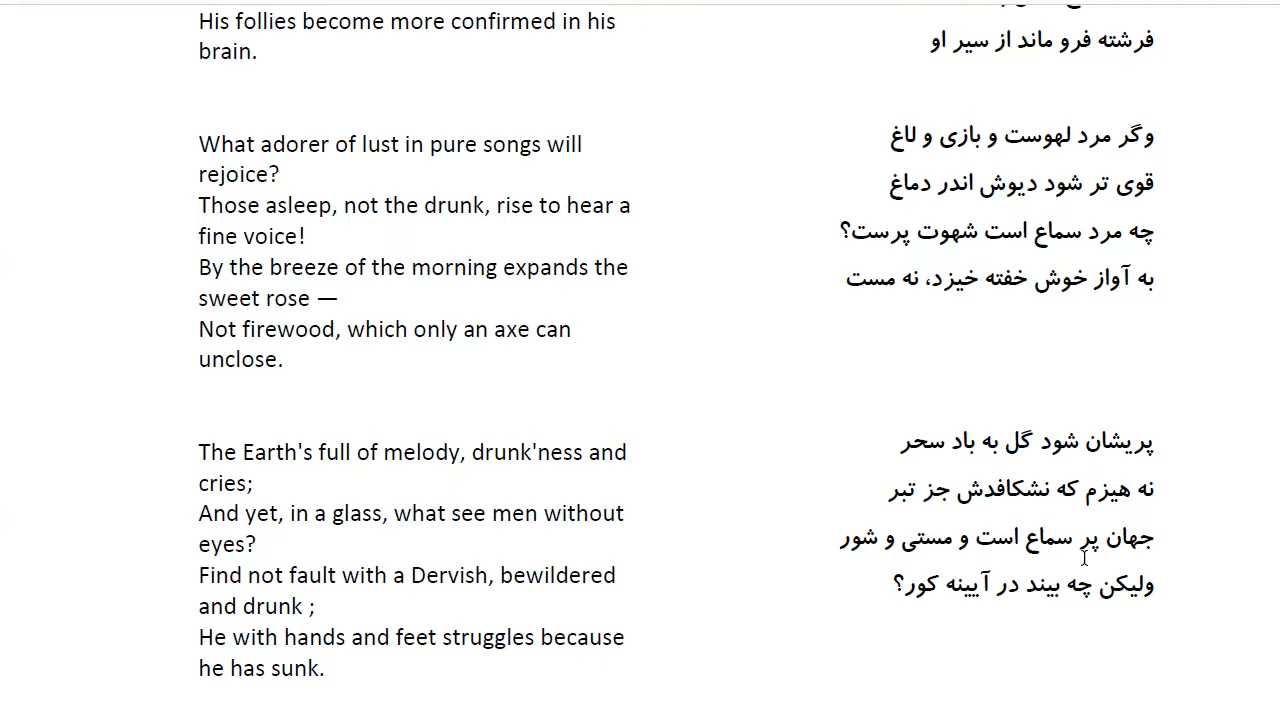 His follies become more confirmed in his
brain.
What adorer of lust in pure songs will
rejoice?
Those asleep, not the drunk, rise to hear a
fine voice!
By the breeze of the morning expands the
sweet rose —
Not firewood, which only an axe can
unclose.
The Earth's full of melody, drunk'ness and
cries;
And yet, in a glass, what see men without
eyes?
Find not fault with a Dervish, bewildered
and drunk ;
He with hands and feet struggles because
he has sunk.
فرشته فرو ماند از سیر او
وگر مرد لهوست و بازی و لاغ
قوی تر شود دیوش اندر دماغ
چه مرد سماع است شهوت پرست؟
به آواز خوش خفته خیزد، نه مست
پریشان شود گل به باد سحر
نه هیزم که نشکافدش جز تبر
جهان پر سماع است و مستی و شور
ولیکن چه بیند در آیینه کور؟